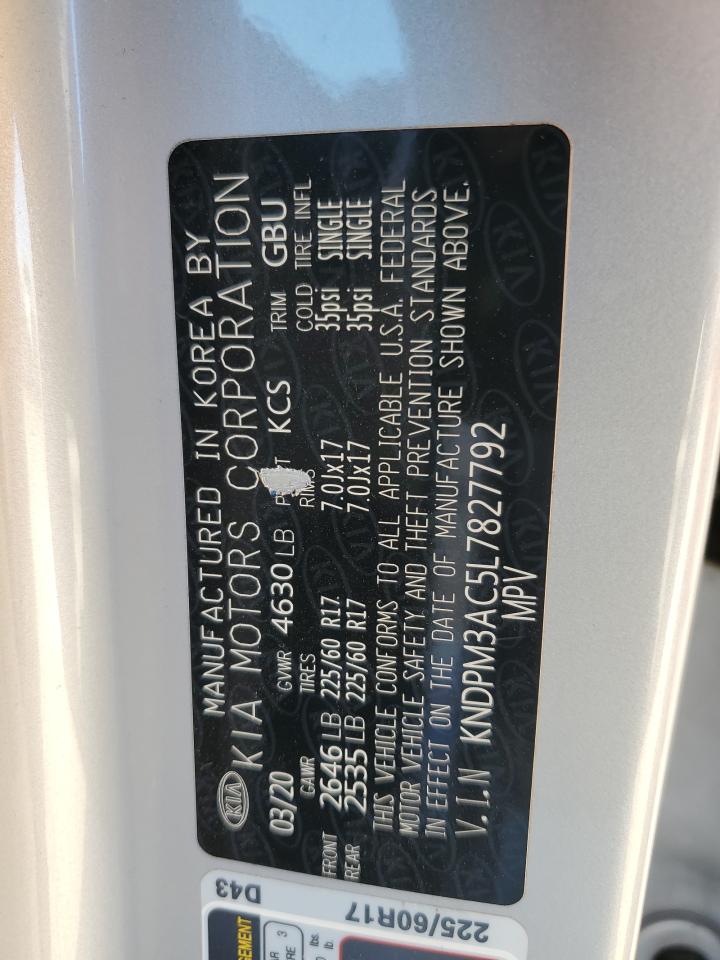 MANUFACTURED IN KOREA BY
KIA KIA MOTORS CORPORATION
03/20 GVWR 4630 LB KCS TRIM GBU
GAWR TIRES RIMS COLD TIRE INFL
FRONT 2646 LB 225/60 R17 7.0Jx17 35psi SINGLE
REAR 2535 LB 225/60 R17 7.0Jx17 35psi SINGLE
THIS VEHICLE CONFORMS TO ALL APPLICABLE U.S.A. FEDERAL
MOTOR VEHICLE SAFETY AND THEFT PREVENTION STANDARDS
IN EFFECT ON THE DATE OF MANUFACTURE SHOWN ABOVE.
V.I.N KNDPM3AC5L7827792
MPV
225/60R17 D43